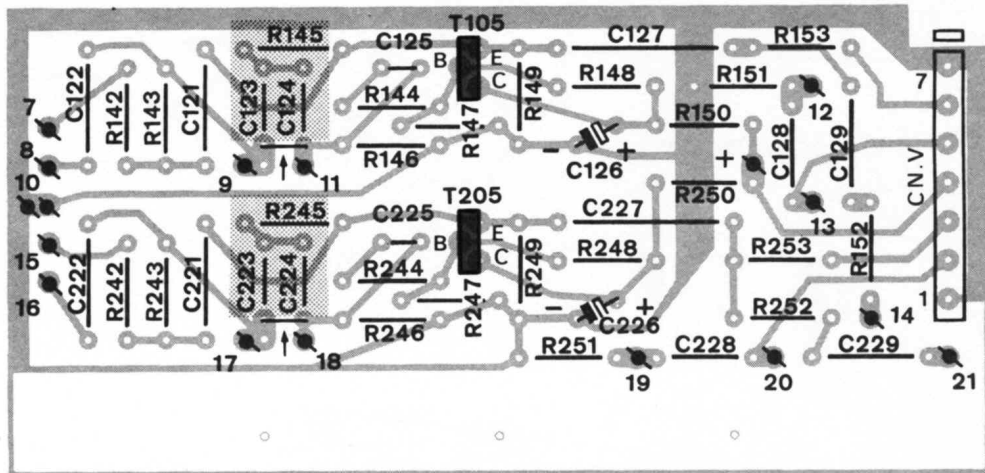 T105
R145
C125
C127
R153
B
E
C
7
C122
R142
R143
C121
C123
C124
R144
R147
R149
R148
R151
12
7
8
R146
-
C126
+
R150
+
C128
C129
CN.V
10
9
11
T205
R250
R245
C225
C227
13
15
B
E
C
C222
R242
R243
C221
C223
C224
R244
R247
R249
R248
R253
R152
16
R246
-
C226
+
R252
14
1
17
18
R251
C228
C229
19
20
21